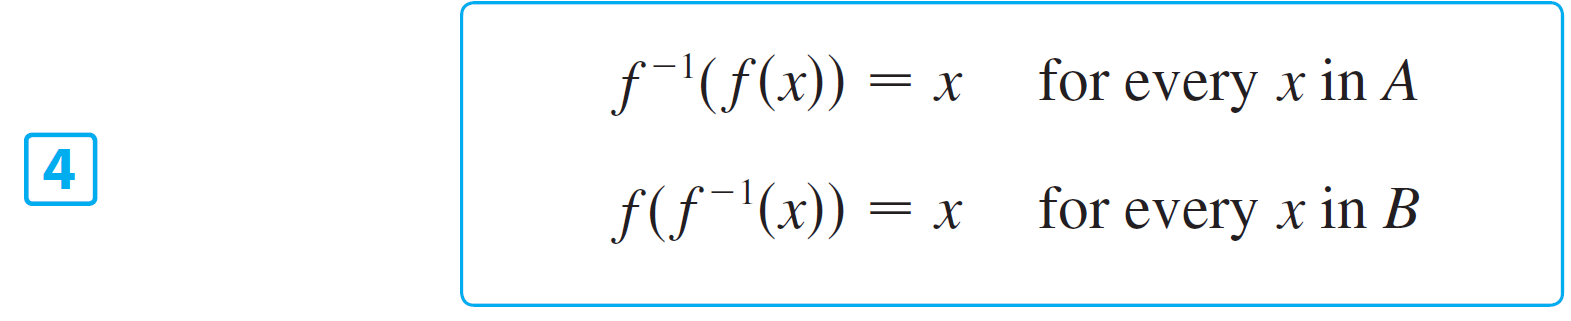 f⁻¹(f(x)) = x for every x in A
4
f(f⁻¹(x)) = x for every x in B